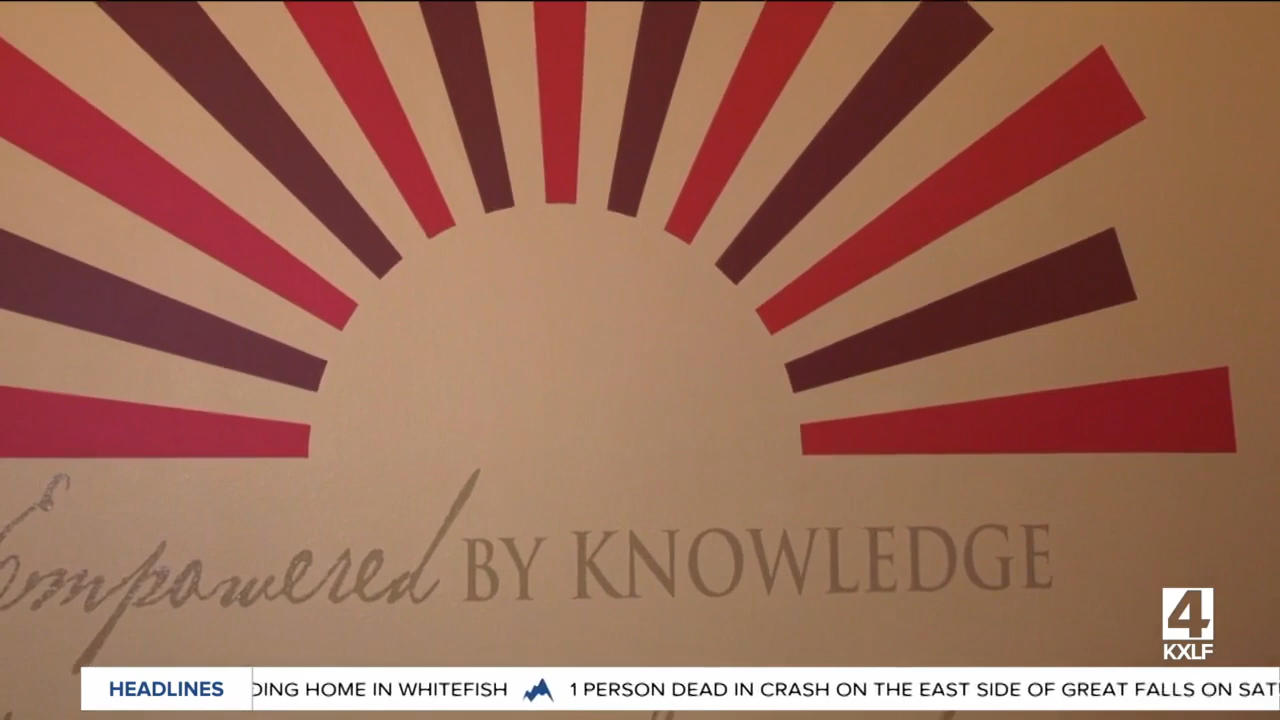 Empowered BY KNOWLEDGE
4
KXLF
HEADLINES DING HOME IN WHITEFISH 1 PERSON DEAD IN CRASH ON THE EAST SIDE OF GREAT FALLS ON SAT